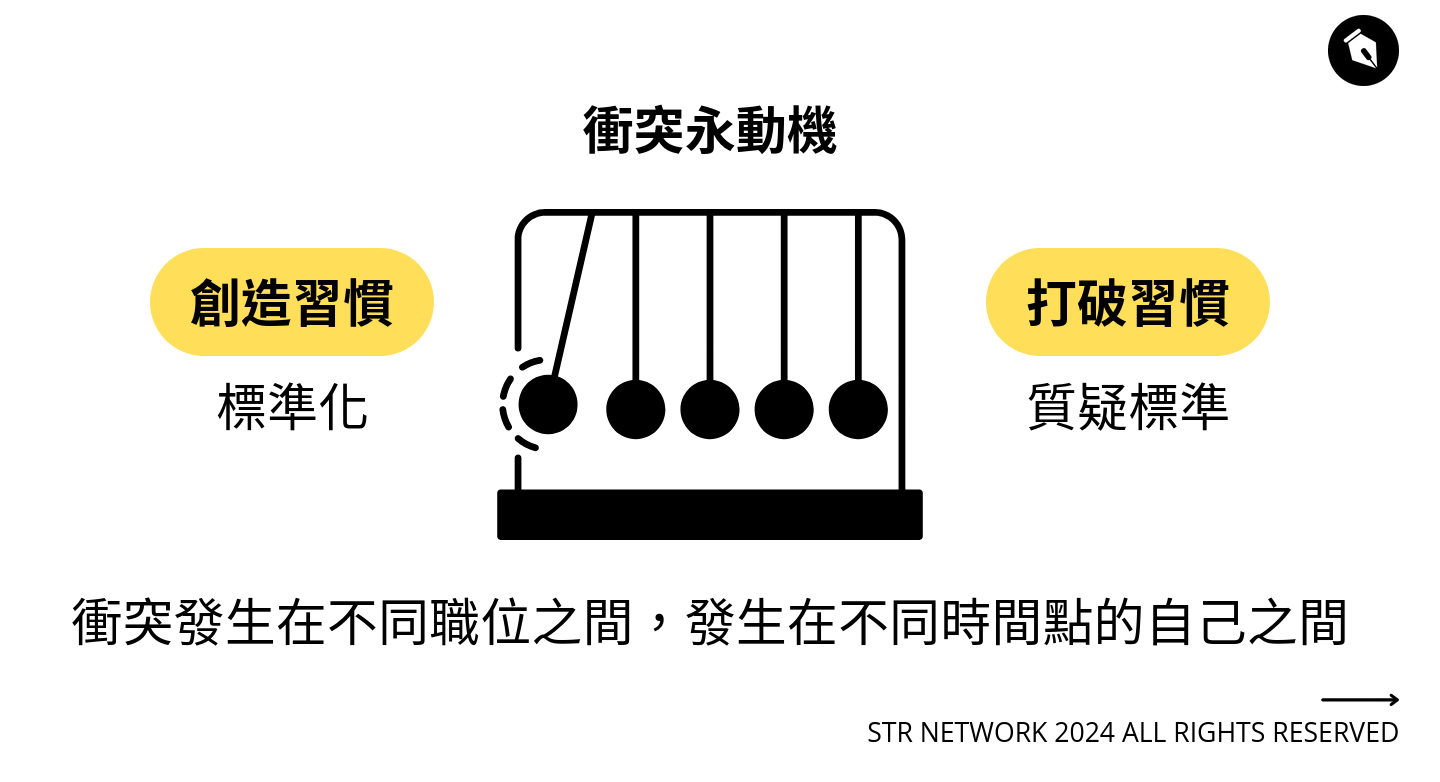 衝突永動機
創造習慣
標準化
打破習慣
質疑標準
衝突發生在不同職位之間，發生在不同時間點的自己之間
STR NETWORK 2024 ALL RIGHTS RESERVED